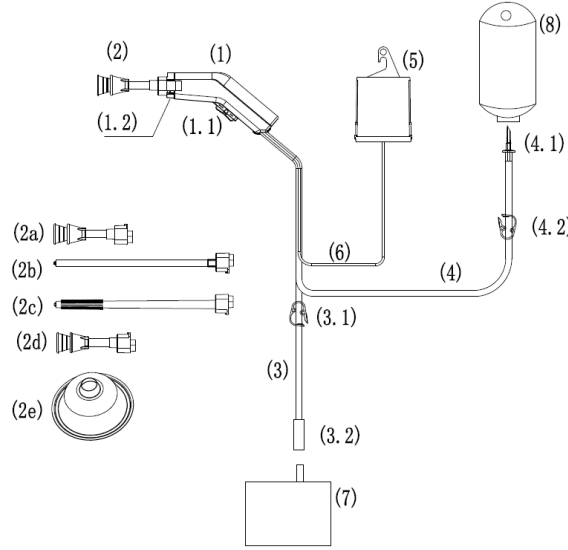 (2)
(1)
(5)
(8)
(1.2)
(1.1)
(4.1)
(4.2)
(2a)
(6)
(2b)
(4)
(2c)
(3.1)
(2d)
(3)
(2e)
(3.2)
(7)